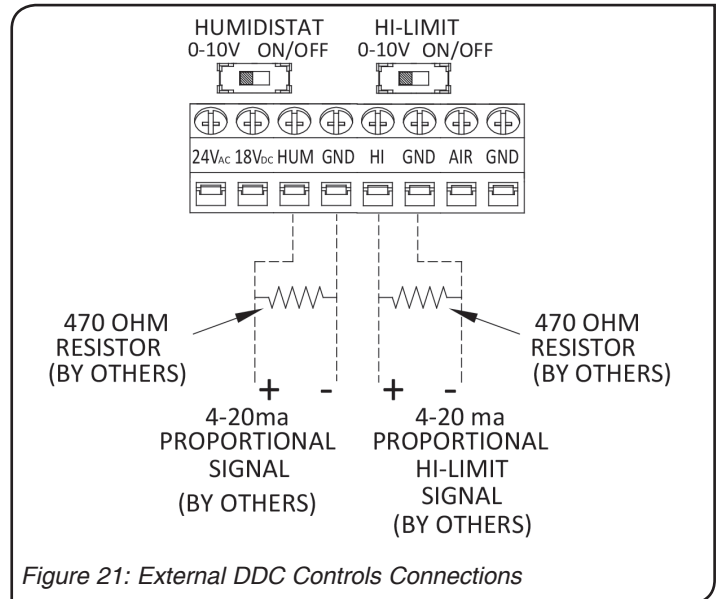 HUMIDISTAT HI-LIMIT
0-10V ON/OFF 0-10V ON/OFF
24VAC 18VDC HUM GND HI GND AIR GND
470 OHM
RESISTOR
(BY OTHERS)
470 OHM
RESISTOR
(BY OTHERS)
+ - + -
4-20ma
PROPORTIONAL
SIGNAL
(BY OTHERS)
4-20 ma
PROPORTIONAL
HI-LIMIT
SIGNAL
(BY OTHERS)
Figure 21: External DDC Controls Connections